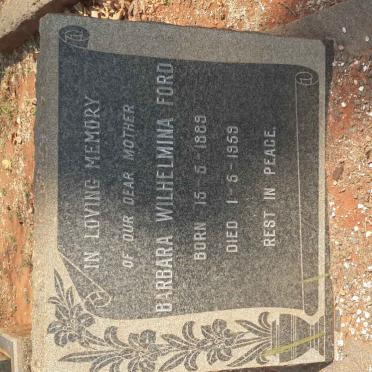 IN LOVING MEMORY
OF OUR DEAR MOTHER
BARBARA WILHELMINA FORD
BORN 15-5-1889
DIED 1-5-1959
REST IN PEACE.